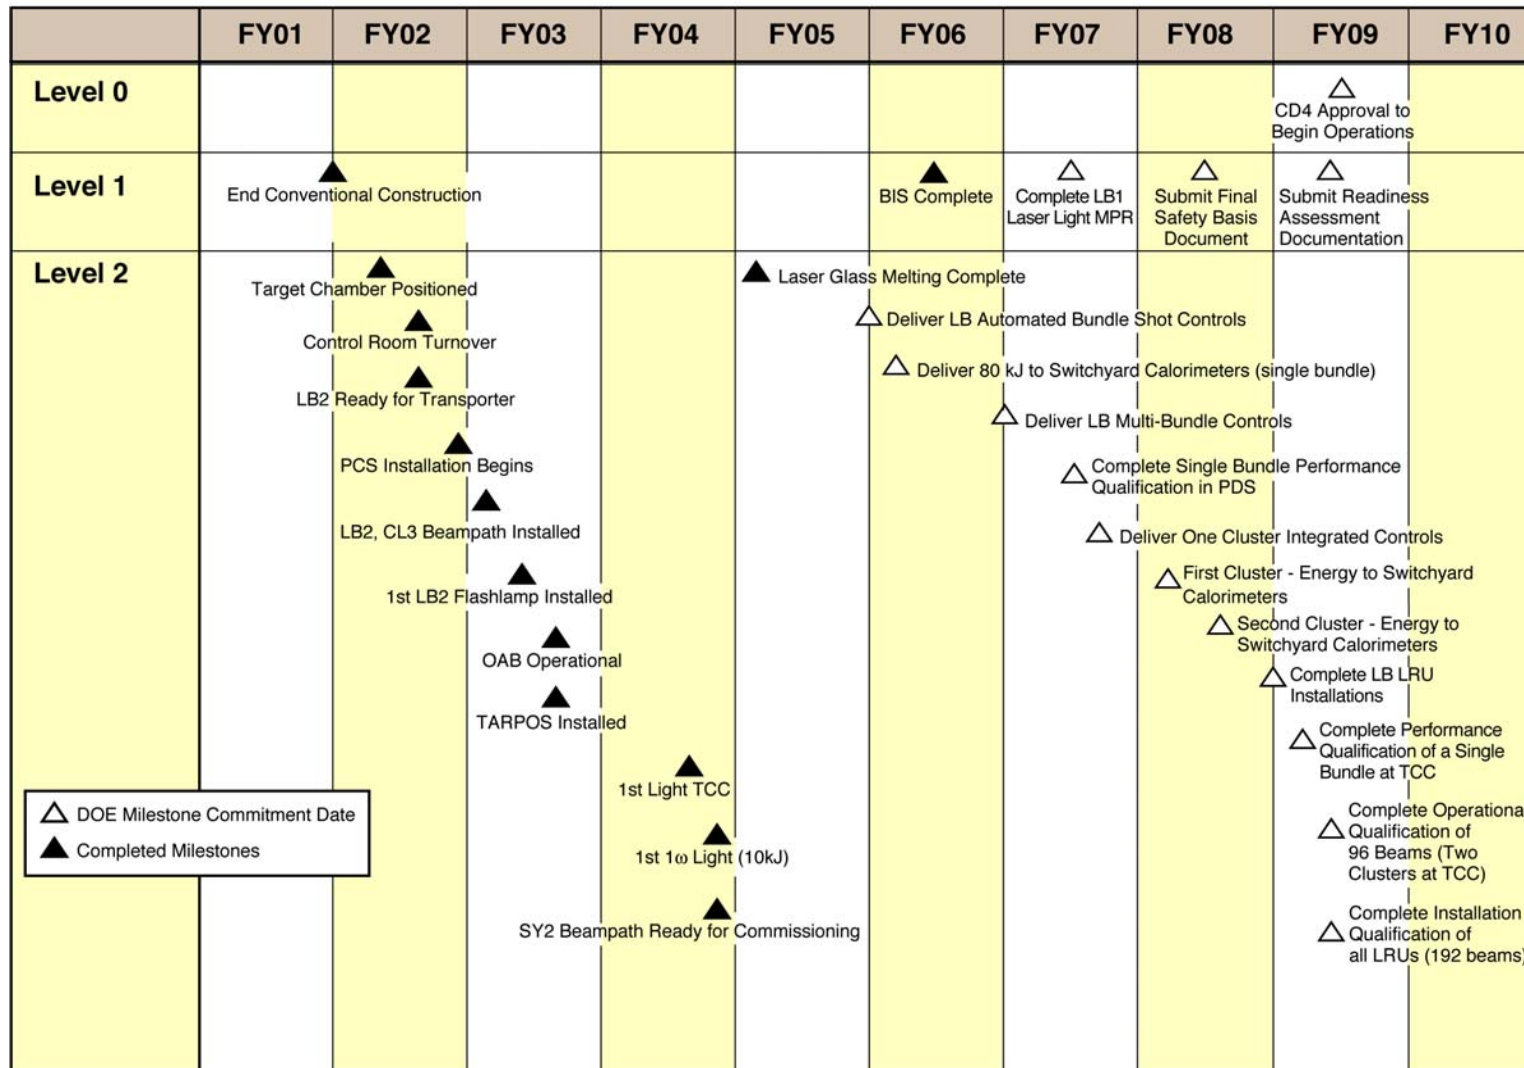 FY01 FY02 FY03 FY04 FY05 FY06 FY07 FY08 FY09 FY10
Level 0
CD4 Approval to
Begin Operations
Level 1
End Conventional Construction
BIS Complete
Complete LB1
Laser Light MPR
Submit Final
Safety Basis
Document
Submit Readiness
Assessment
Documentation
Level 2
Target Chamber Positioned
Control Room Turnover
LB2 Ready for Transporter
PCS Installation Begins
LB2, CL3 Beampath Installed
1st LB2 Flashlamp Installed
OAB Operational
TARPOS Installed
1st Light TCC
1st 1ω Light (10kJ)
SY2 Beampath Ready for Commissioning
Laser Glass Melting Complete
Deliver LB Automated Bundle Shot Controls
Deliver 80 kJ to Switchyard Calorimeters (single bundle)
Deliver LB Multi-Bundle Controls
Complete Single Bundle Performance
Qualification in PDS
Deliver One Cluster Integrated Controls
First Cluster - Energy to Switchyard
Calorimeters
Second Cluster - Energy to
Switchyard Calorimeters
Complete LB LRU
Installations
Complete Performance
Qualification of a Single
Bundle at TCC
Complete Operationa
Qualification of
96 Beams (Two
Clusters at TCC)
Complete Installation
Qualification of
all LRUs (192 beams)
DOE Milestone Commitment Date
Completed Milestones